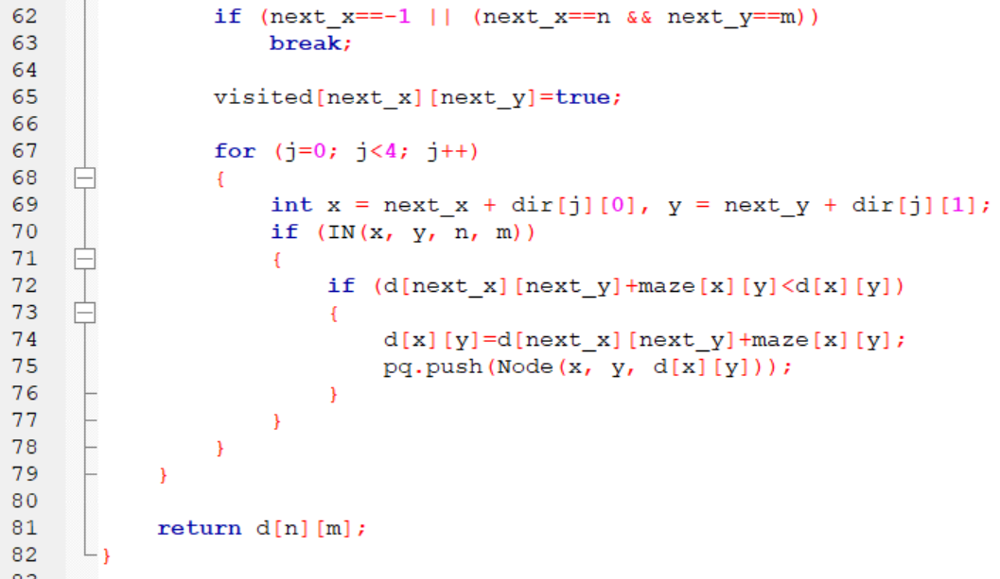 62 if (next_x==-1 || (next_x==n && next_y==m))
63 break;
64
65 visited[next_x][next_y]=true;
66
67 for (j=0; j<4; j++)
68 {
69 int x = next_x + dir[j][0], y = next_y + dir[j][1];
70 if (IN(x, y, n, m))
71 {
72 if (d[next_x][next_y]+maze[x][y]<d[x][y])
73 {
74 d[x][y]=d[next_x][next_y]+maze[x][y];
75 pq.push(Node(x, y, d[x][y]));
76 }
77 }
78 }
79 }
80
81 return d[n][m];
82 }